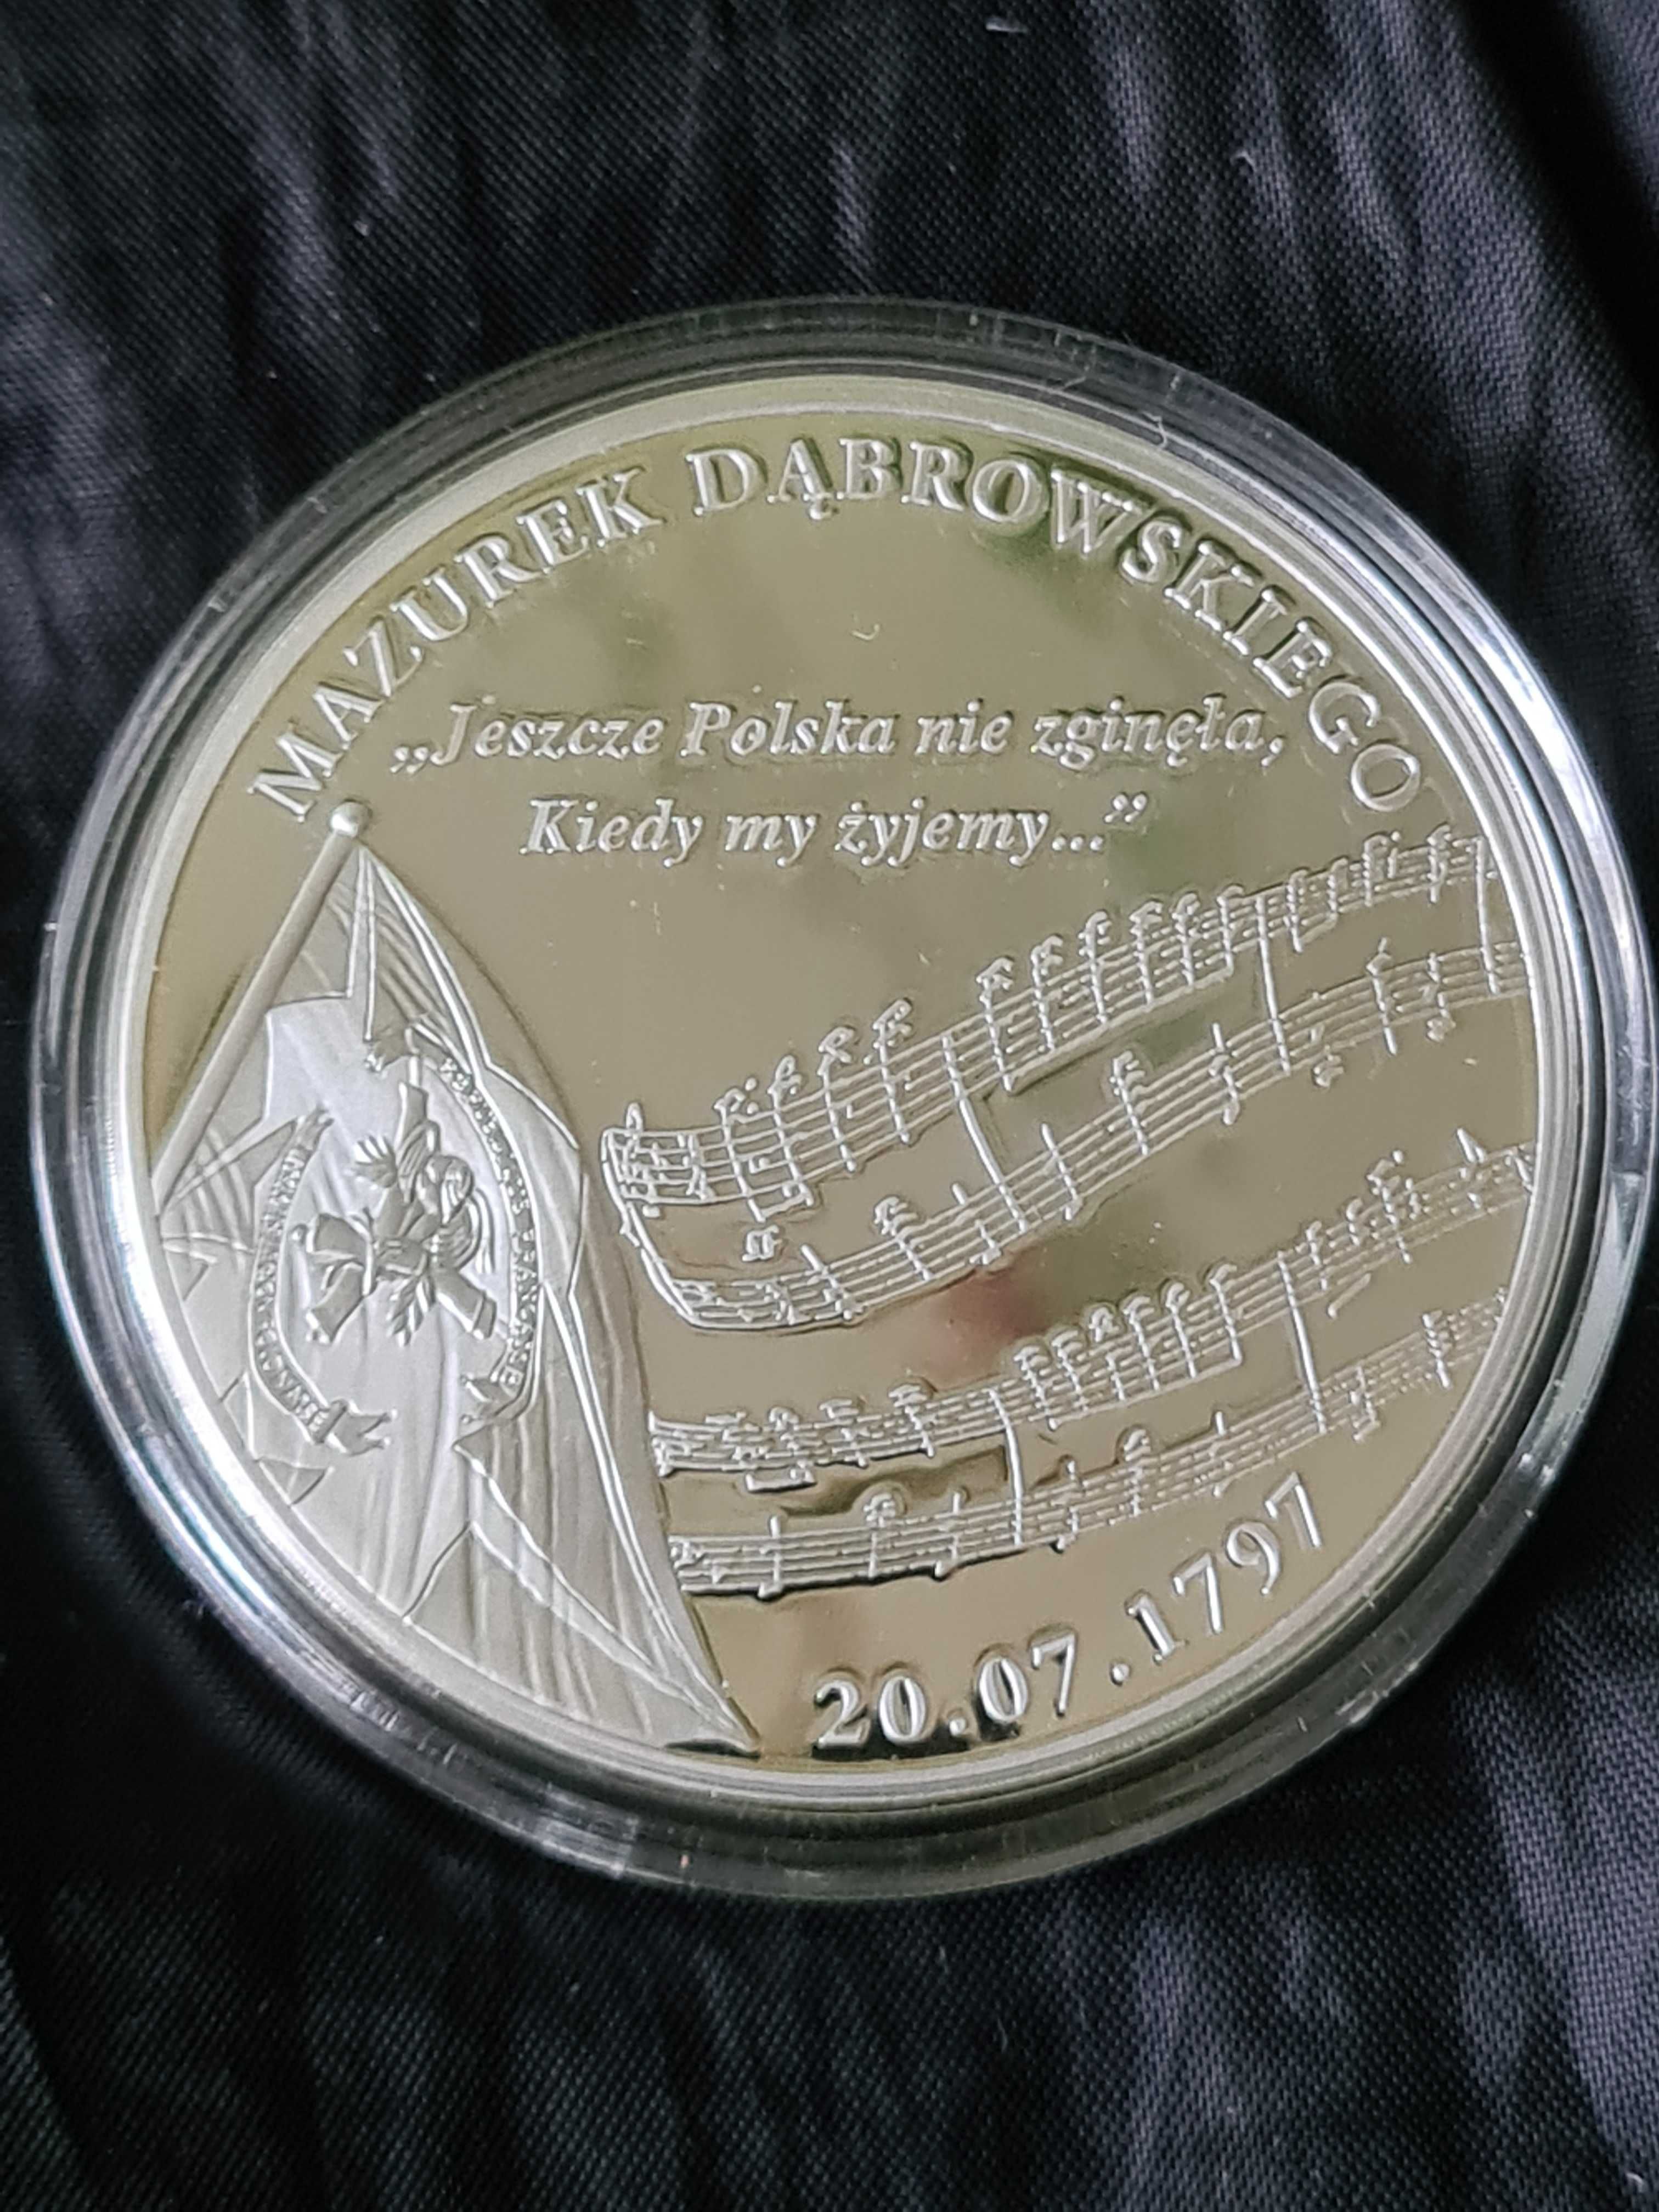 MAZUREK DĄBROWSKIEGO
„Jeszcze Polska nie zginęła,
Kiedy my żyjemy...”
20.07.1797